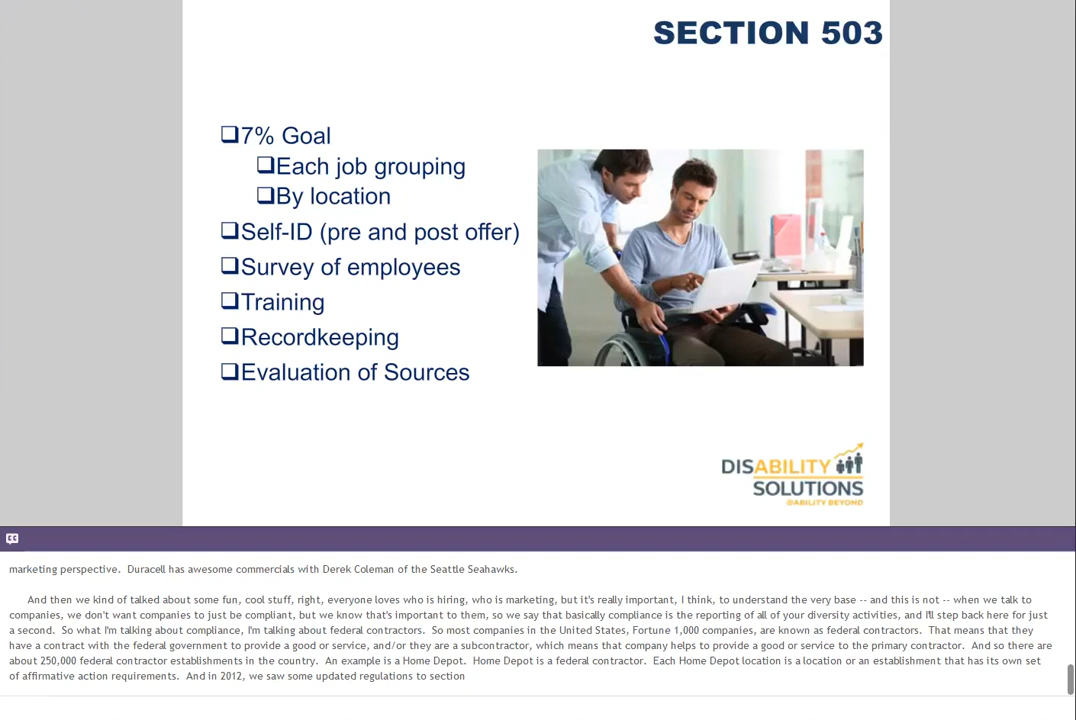 SECTION 503
❑7% Goal
❑Each job grouping
❑By location
❑Self-ID (pre and post offer)
❑Survey of employees
❑Training
❑Recordkeeping
❑Evaluation of Sources
DISABILITY
SOLUTIONS
@ABILITY BEYOND
CC
marketing perspective.  Duracell has awesome commercials with Derek Coleman of the Seattle Seahawks.
And then we kind of talked about some fun, cool stuff, right, everyone loves who is hiring, who is marketing, but it's really important, I think, to understand the very base -- and this is not -- when we talk to
companies, we don't want companies to just be compliant, but we know that's important to them, so we say that basically compliance is the reporting of all of your diversity activities, and I'll step back here for just
a second.  So what I'm talking about compliance, I'm talking about federal contractors.  So most companies in the United States, Fortune 1,000 companies, are known as federal contractors.  That means that they
have a contract with the federal government to provide a good or service, and/or they are a subcontractor, which means that company helps to provide a good or service to the primary contractor.  And so there are
about 250,000 federal contractor establishments in the country.  An example is a Home Depot.  Home Depot is a federal contractor.  Each Home Depot location is a location or an establishment that has its own set
of affirmative action requirements.  And in 2012, we saw some updated regulations to section